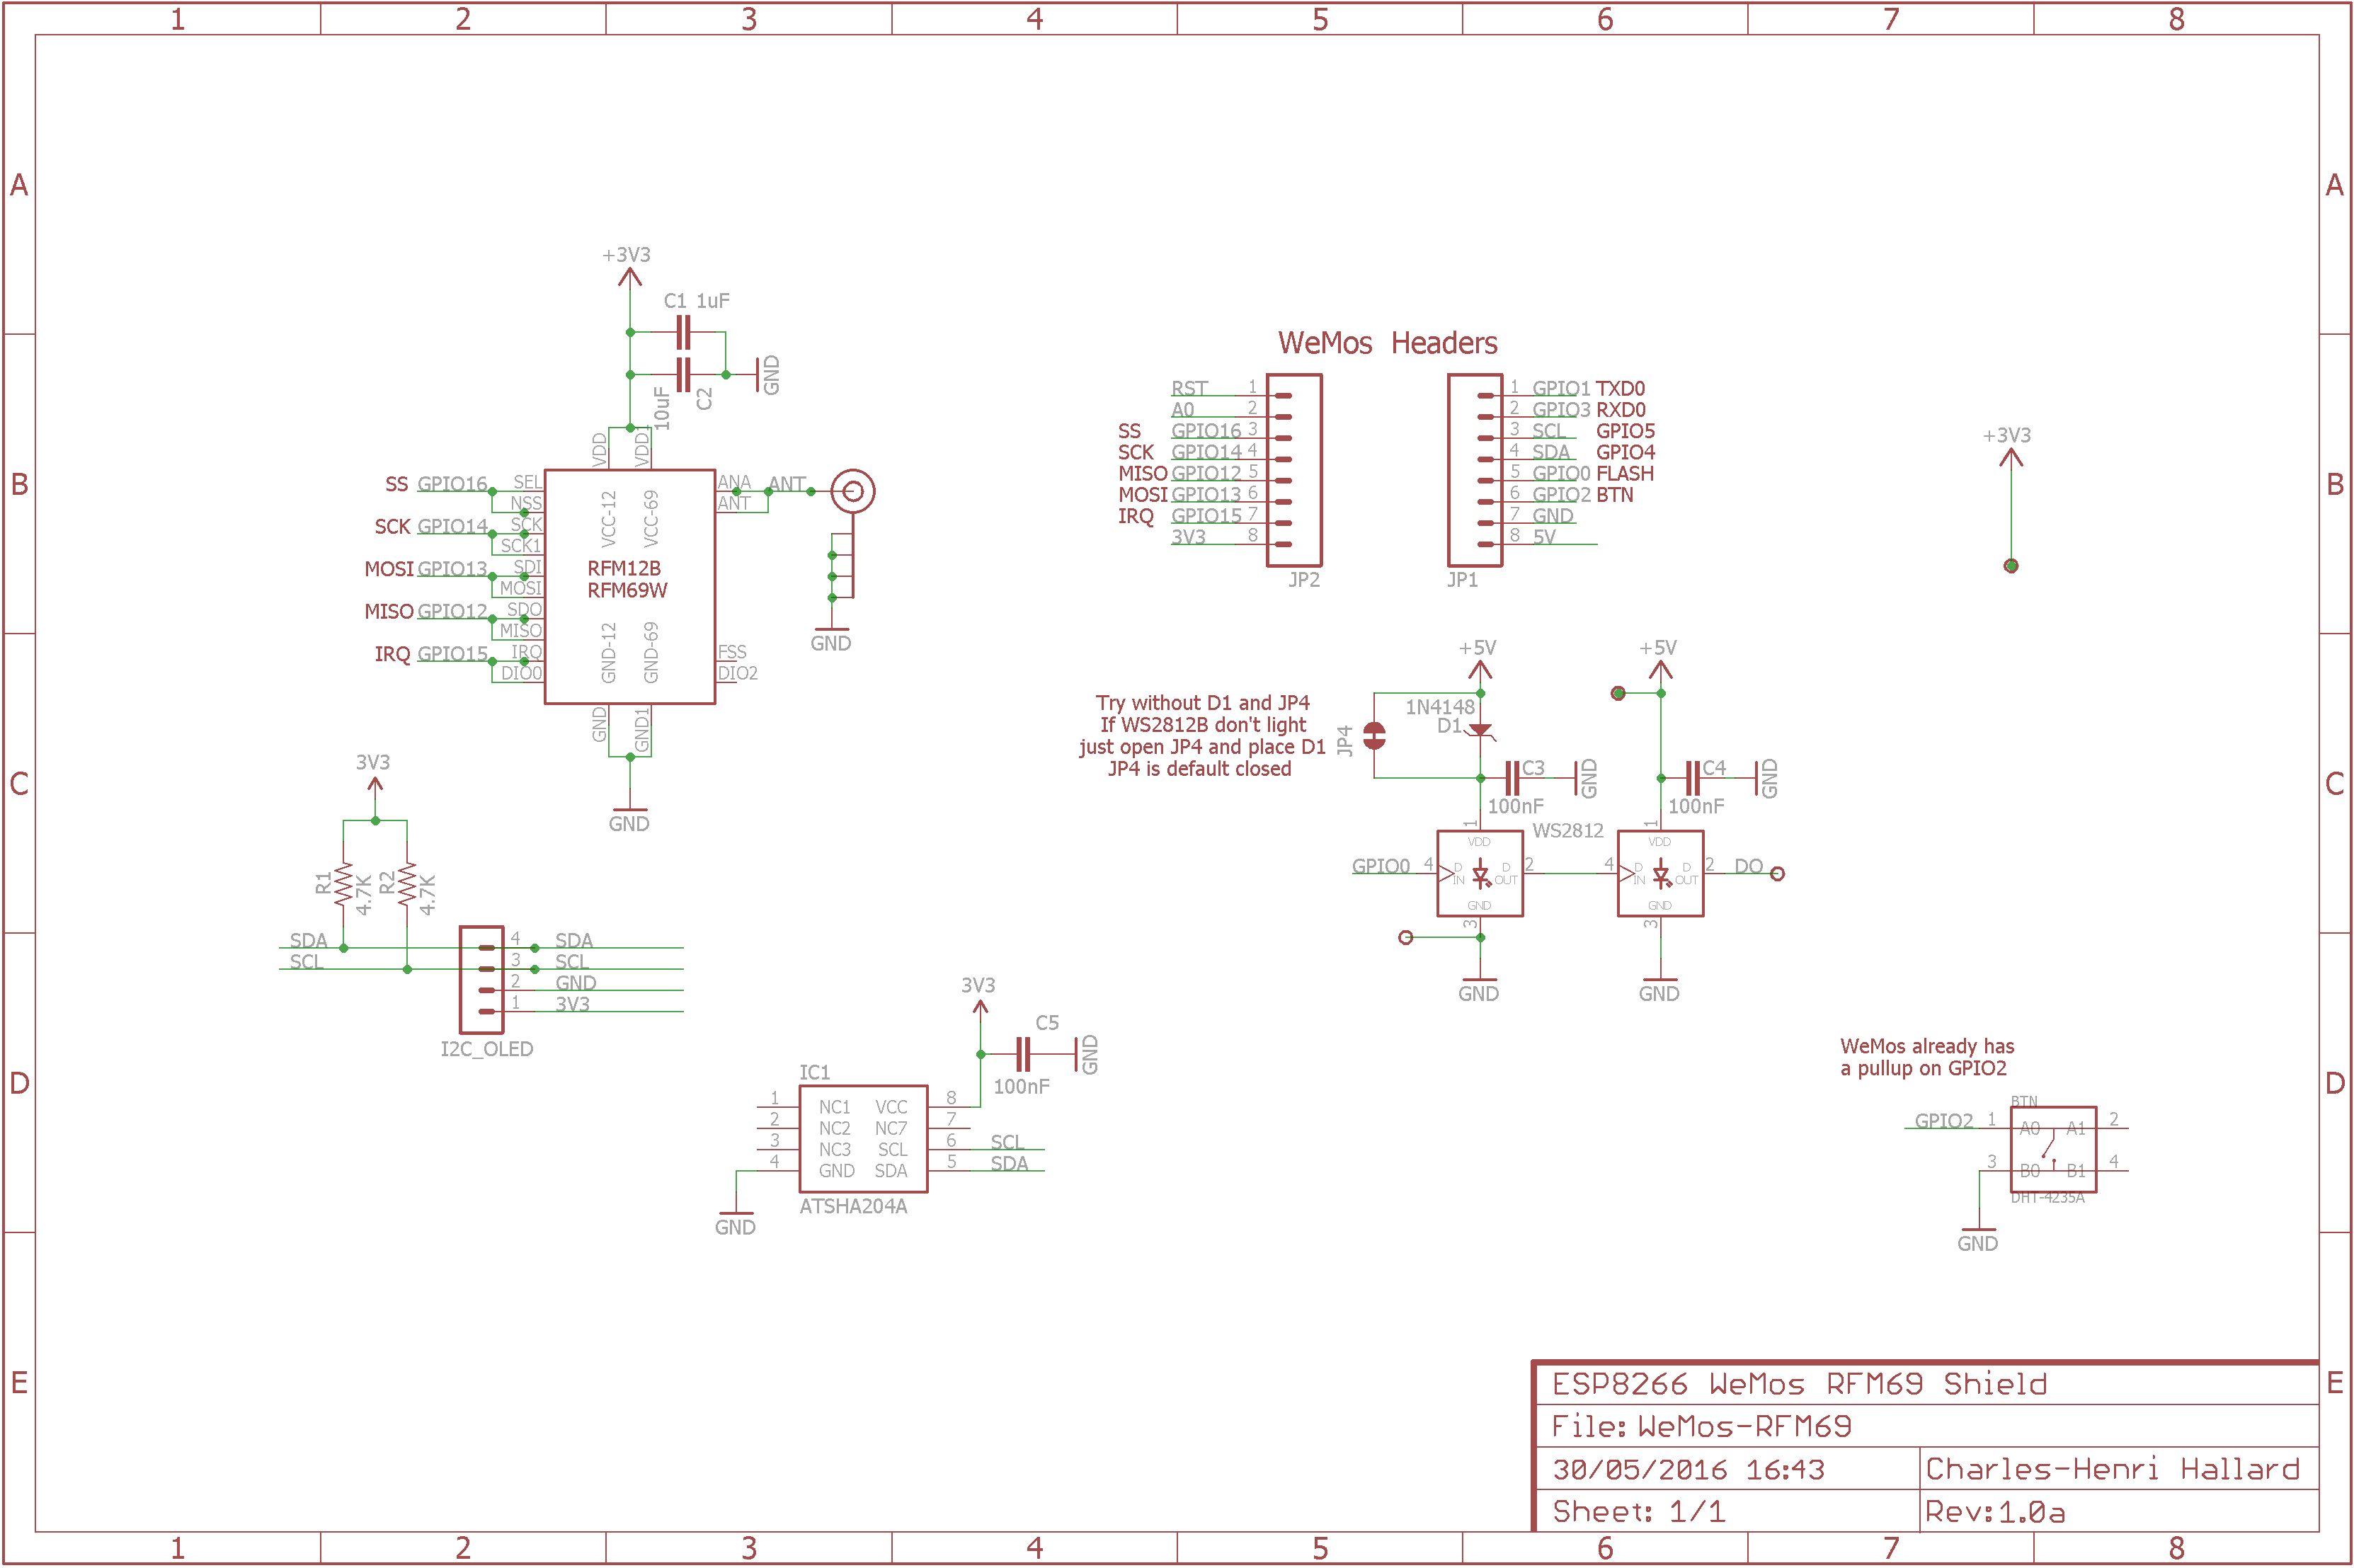 1 2 3 4 5 6 7 8
A A
B B
C C
D D
E E
+3V3
C1 1uF
10uF
C2
GND
VDD
VDD1
SS GPIO16 SEL
NSS
SCK GPIO14 SCK
SCK1
MOSI GPIO13 SDI
MOSI
MISO GPIO12 SDO
MISO
IRQ GPIO15 IRQ
DIO0
VCC-12
VCC-69
RFM12B
RFM69W
GND-12
GND-69
ANA ANT
ANT
FSS
DIO2
GND
GND1
GND
GND
WeMos Headers
RST 1
A0 2
SS GPIO16 3
SCK GPIO14 4
MISO GPIO12 5
MOSI GPIO13 6
IRQ GPIO15 7
3V3 8
JP2
1 GPIO1 TXD0
2 GPIO3 RXD0
3 SCL GPIO5
4 SDA GPIO4
5 GPIO0 FLASH
6 GPIO2 BTN
7 GND
8 5V
JP1
+3V3
Try without D1 and JP4
If WS2812B don't light
just open JP4 and place D1
JP4 is default closed
JP4
+5V
1N4148
D1
C3
100nF
GND
+5V
C4
100nF
GND
WS2812
GPIO0 4
1
VDD
D IN
D OUT
GND
2
3
GND
4
1
VDD
D IN
D OUT
GND
2 DO
3
GND
3V3
R1
4.7K
R2
4.7K
SDA
SCL
4 SDA
3 SCL
2 GND
1 3V3
I2C_OLED
3V3
C5
100nF
GND
IC1
1 NC1 VCC 8
2 NC2 NC7 7
3 NC3 SCL 6 SCL
4 GND SDA 5 SDA
ATSHA204A
GND
WeMos already has
a pullup on GPIO2
BTN
GPIO2 1 A0 A1 2
3 B0 B1 4
DHT-4235A
GND
ESP8266 WeMos RFM69 Shield
File: WeMos-RFM69
30/05/2016 16:43 Charles-Henri Hallard
Sheet: 1/1 Rev:1.0a
1 2 3 4 5 6 7 8